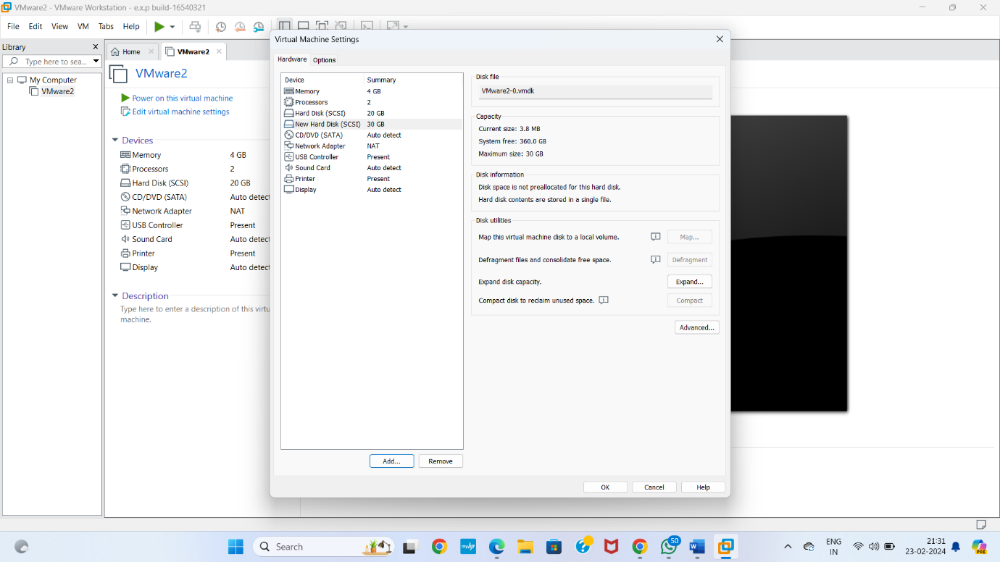 VMware2 - VMware Workstation - e.x.p build-16540321
File Edit View VM Tabs Help
Library
Type here to sea...
My Computer
VMware2
Home
VMware2
VMware2
Power on this virtual machine
Edit virtual machine settings
Devices
Memory 4 GB
Processors 2
Hard Disk (SCSI) 20 GB
CD/DVD (SATA) Auto detect
Network Adapter NAT
USB Controller Present
Sound Card Auto detect
Printer Present
Display Auto detect
Description
Type here to enter a description of this virtu
machine.
Virtual Machine Settings
Hardware Options
Device Summary
Memory 4 GB
Processors 2
Hard Disk (SCSI) 20 GB
New Hard Disk (SCSI) 30 GB
CD/DVD (SATA) Auto detect
Network Adapter NAT
USB Controller Present
Sound Card Auto detect
Printer Present
Display Auto detect
Add... Remove
Disk file
VMware2-0.vmdk
Capacity
Current size: 3.8 MB
System free: 360.0 GB
Maximum size: 30 GB
Disk information
Disk space is not preallocated for this hard disk.
Hard disk contents are stored in a single file.
Disk utilities
Map this virtual machine disk to a local volume. Map...
Defragment files and consolidate free space. Defragment
Expand disk capacity. Expand...
Compact disk to reclaim unused space. Compact
Advanced...
OK Cancel Help
Search
myhp
50
W
ENG
IN
21:31
23-02-2024
PRE